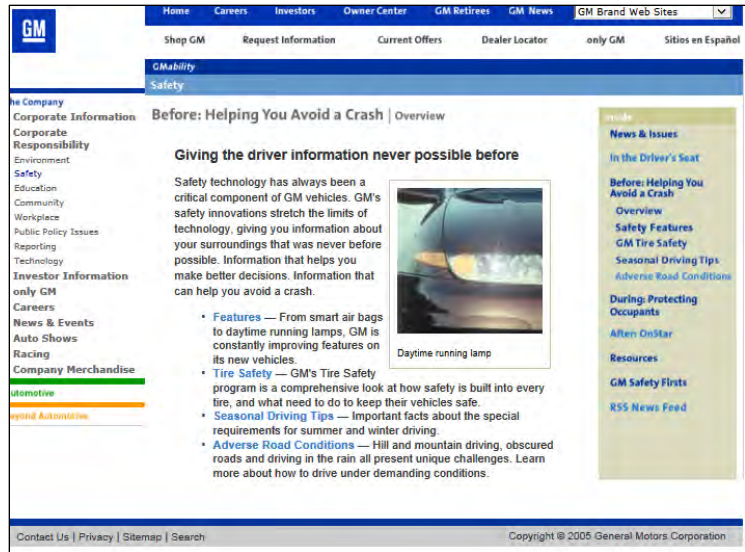 GM
Home Careers Investors Owner Center GM Retirees GM News GM Brand Web Sites
Shop GM Request Information Current Offers Dealer Locator only GM Sitios en Español
GMability
Safety
he Company
Corporate Information
Corporate
Responsibility
Environment
Safety
Education
Community
Workplace
Public Policy Issues
Reporting
Technology
Investor Information
only GM
Careers
News & Events
Auto Shows
Racing
Company Merchandise
utomotive
eyond Automotive
Before: Helping You Avoid a Crash | Overview
Giving the driver information never possible before
Safety technology has always been a
critical component of GM vehicles. GM's
safety innovations stretch the limits of
technology, giving you information about
your surroundings that was never before
possible. Information that helps you
make better decisions. Information that
can help you avoid a crash.
Daytime running lamp
• Features — From smart air bags
to daytime running lamps, GM is
constantly improving features on
its new vehicles.
• Tire Safety — GM's Tire Safety
program is a comprehensive look at how safety is built into every
tire, and what need to do to keep their vehicles safe.
• Seasonal Driving Tips — Important facts about the special
requirements for summer and winter driving.
• Adverse Road Conditions — Hill and mountain driving, obscured
roads and driving in the rain all present unique challenges. Learn
more about how to drive under demanding conditions.
inside
News & Issues
In the Driver's Seat
Before: Helping You
Avoid a Crash
Overview
Safety Features
GM Tire Safety
Seasonal Driving Tips
Adverse Road Conditions
During: Protecting
Occupants
After: OnStar
Resources
GM Safety Firsts
RSS News Feed
Contact Us | Privacy | Sitemap | Search
Copyright © 2005 General Motors Corporation